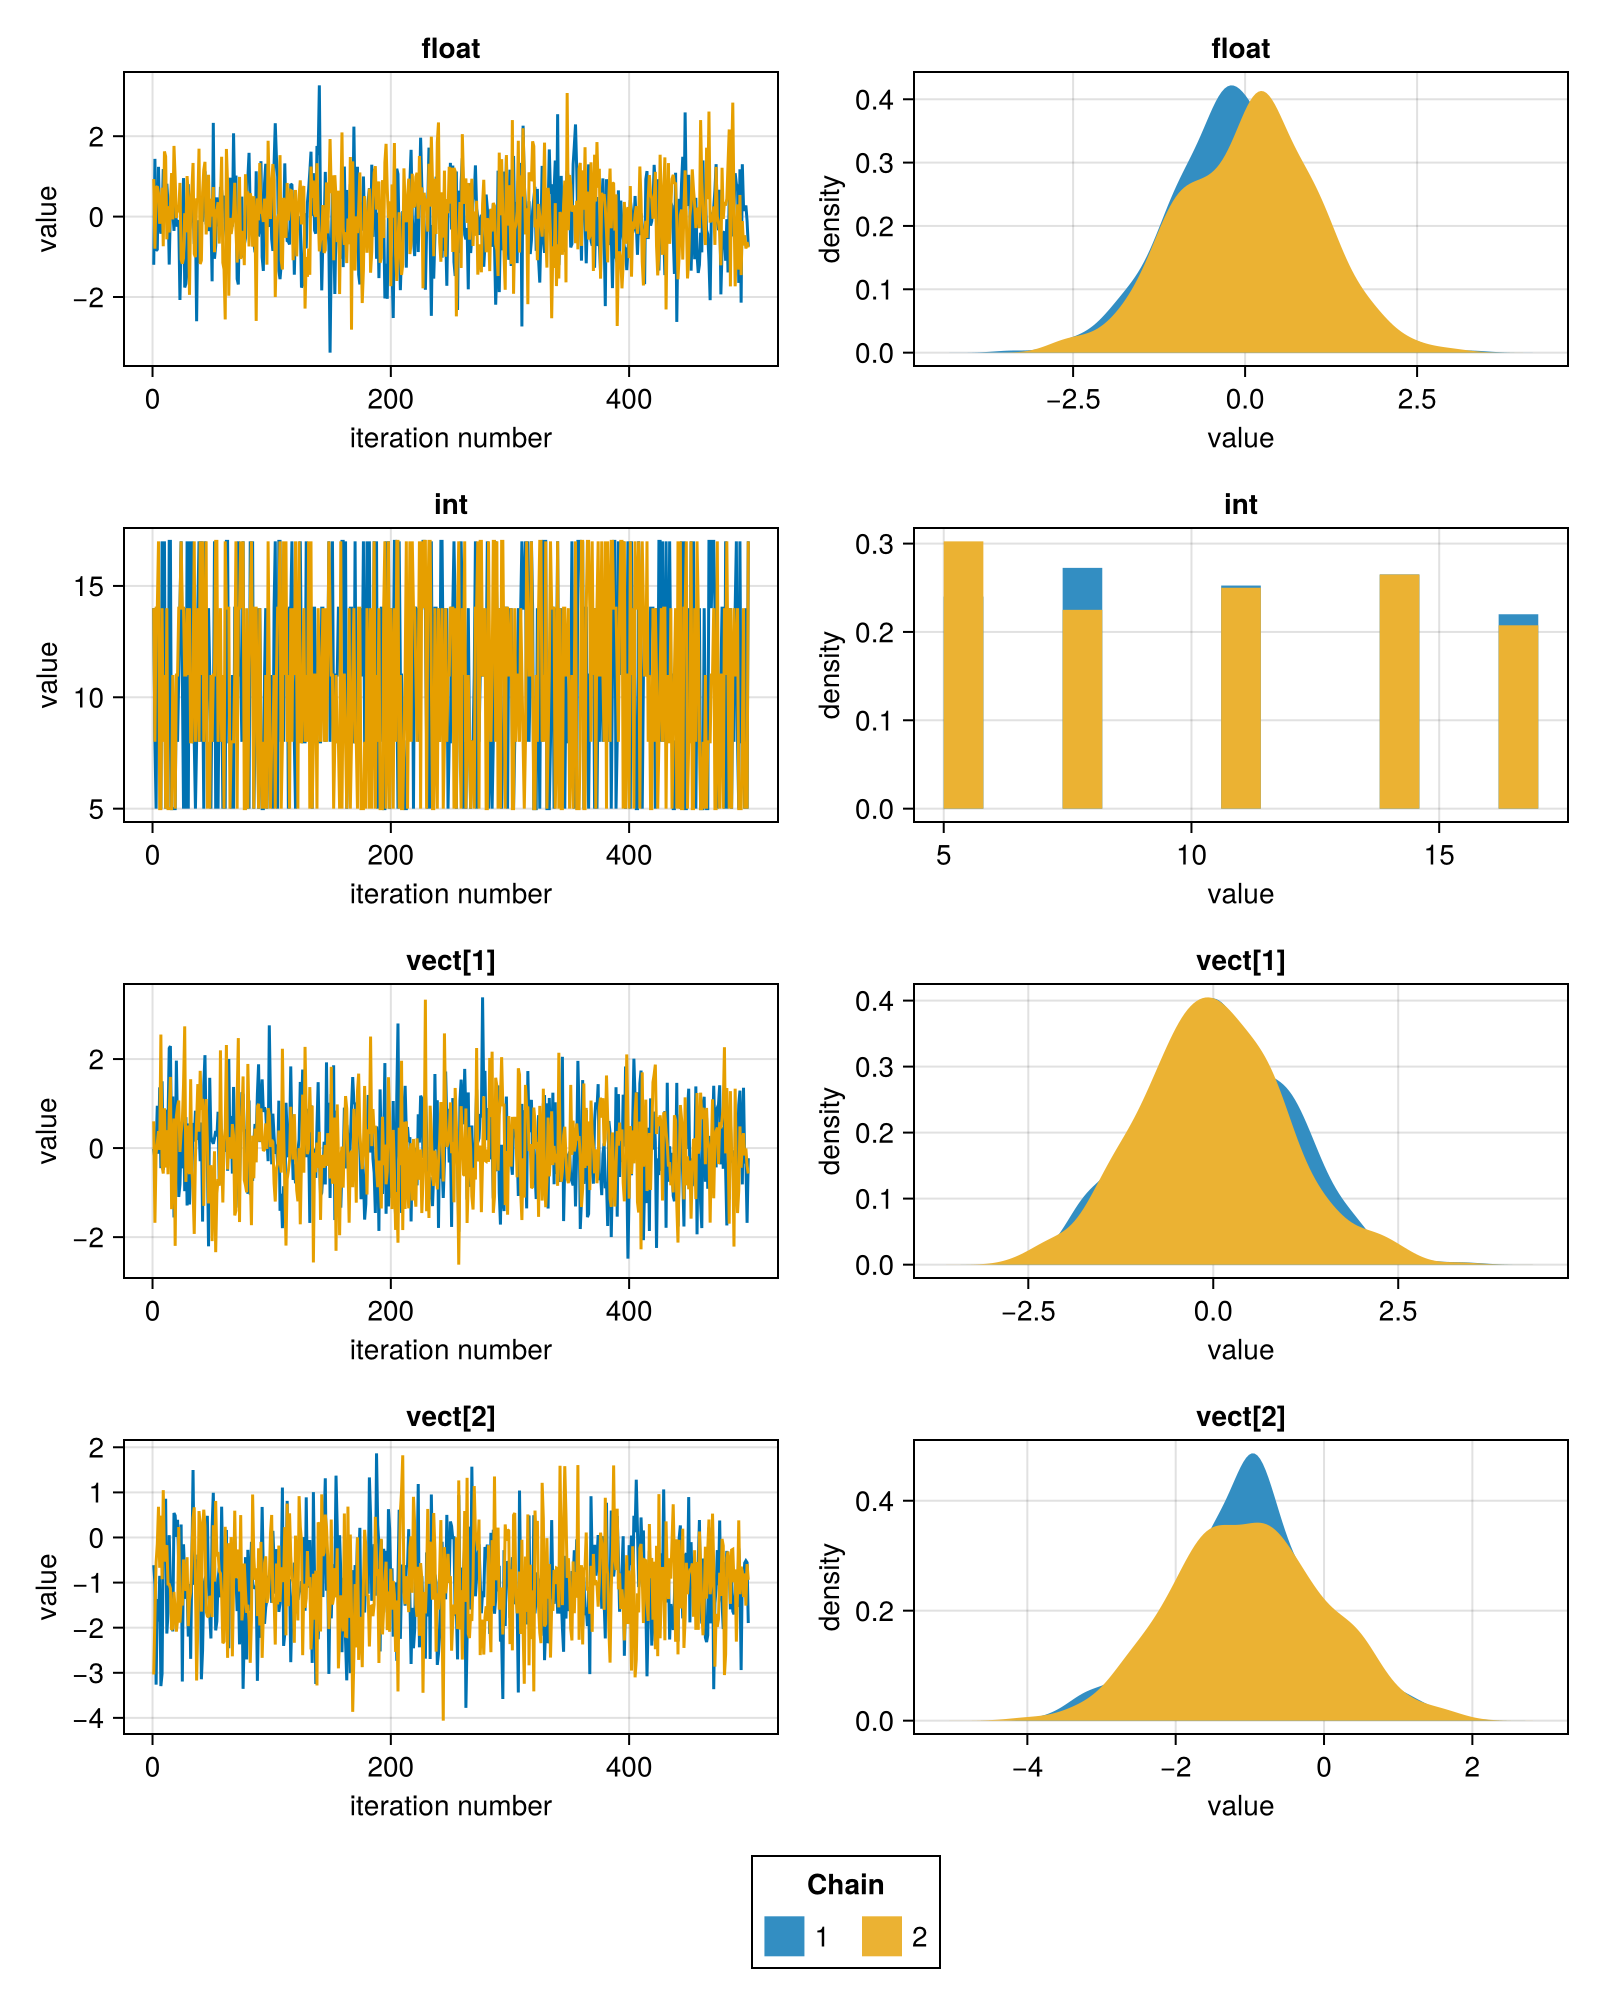 float
float
value
2
0
−2
0 200 400
iteration number
density
0.4
0.3
0.2
0.1
0.0
−2.5 0.0 2.5
value
int
int
value
15
10
5
0 200 400
iteration number
density
0.3
0.2
0.1
0.0
5 10 15
value
vect[1]
vect[1]
value
2
0
−2
0 200 400
iteration number
density
0.4
0.3
0.2
0.1
0.0
−2.5 0.0 2.5
value
vect[2]
vect[2]
value
2
1
0
−1
−2
−3
−4
0 200 400
iteration number
density
0.4
0.2
0.0
−4 −2 0 2
value
Chain
1 2